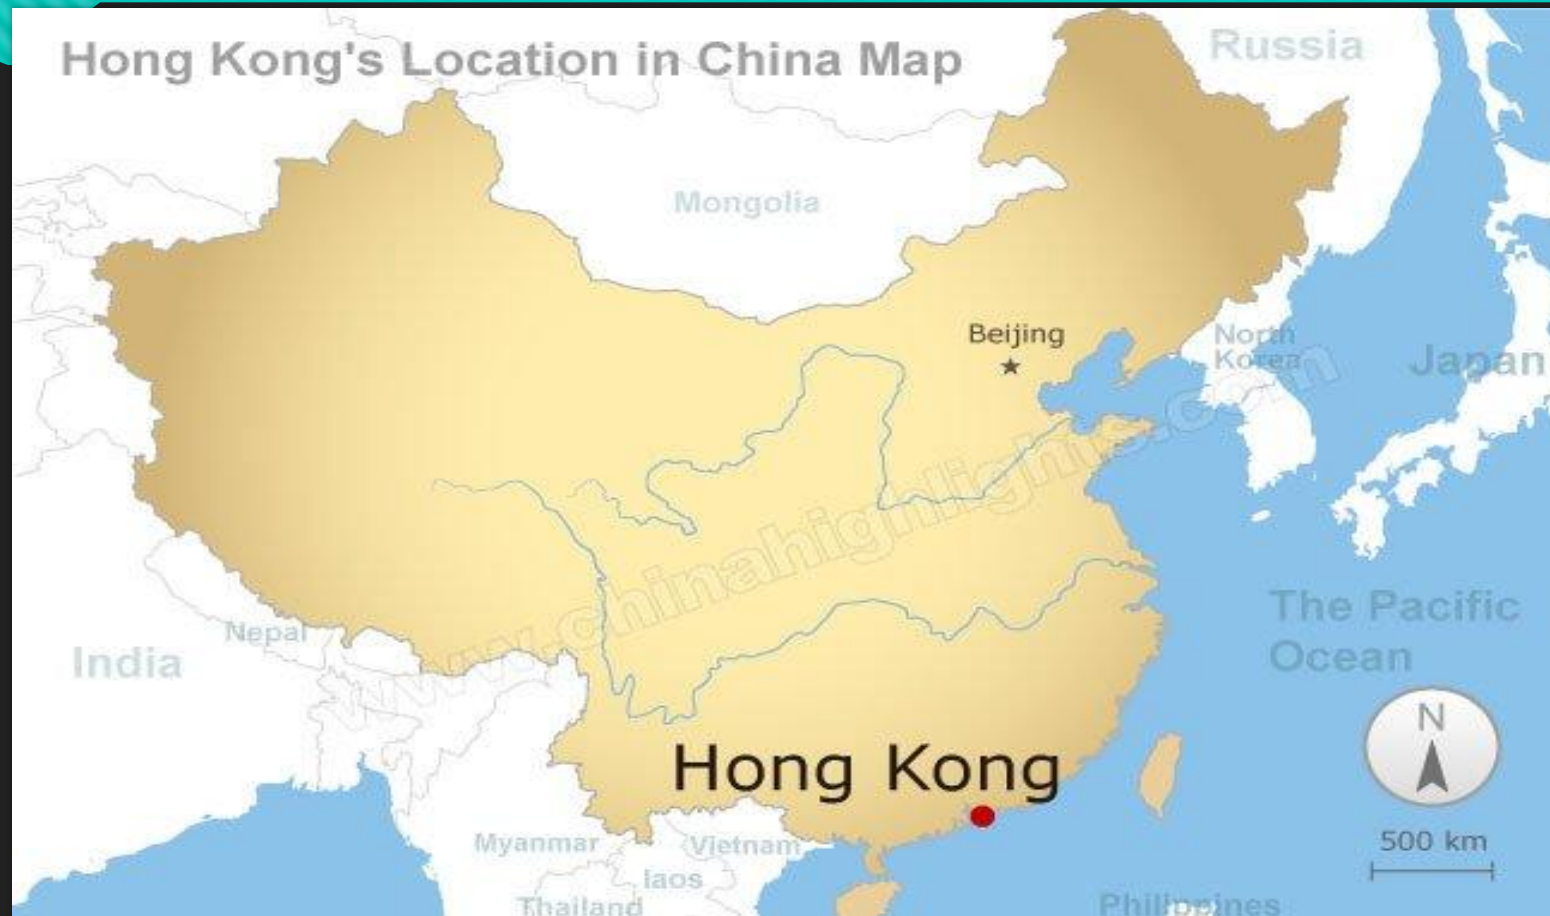 Hong Kong's Location in China Map
Russia
Mongolia
Beijing
North
Korea
Japan
www.chinahighlights.com
The Pacific
Ocean
Nepal
India
N
Hong Kong
500 km
Myanmar
Vietnam
laos
Thailand
Philippines